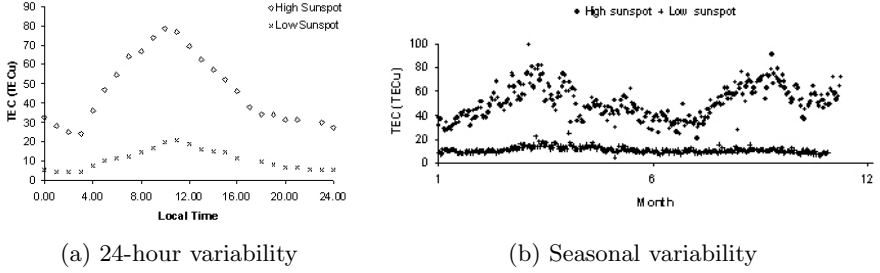 90
80
70
60
50
40
30
20
10
0
TEC (TECu)
◇ High Sunspot
× Low Sunspot
0.00 4.00 8.00 12.00 16.00 20.00 24.00
Local Time
(a) 24-hour variability
♦ High sunspot + Low sunspot
100
80
60
40
20
0
TEC (TECu)
1 6 12
Month
(b) Seasonal variability